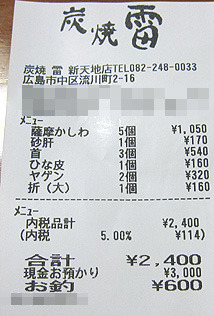 炭焼 雷
炭焼 雷 新天地店TEL082-248-0033
広島市中区流川町2-16
メニュー
薩摩かしわ 5個 ¥1,050
砂肝 1個 ¥170
首 3個 ¥540
ひな皮 1個 ¥160
ヤゲン 2個 ¥320
折(大) 1個 ¥160
メニュー
内税品計 ¥2,400
(内税 5.00% ¥114)
合計 ¥2,400
現金お預かり ¥3,000
お釣 ¥600